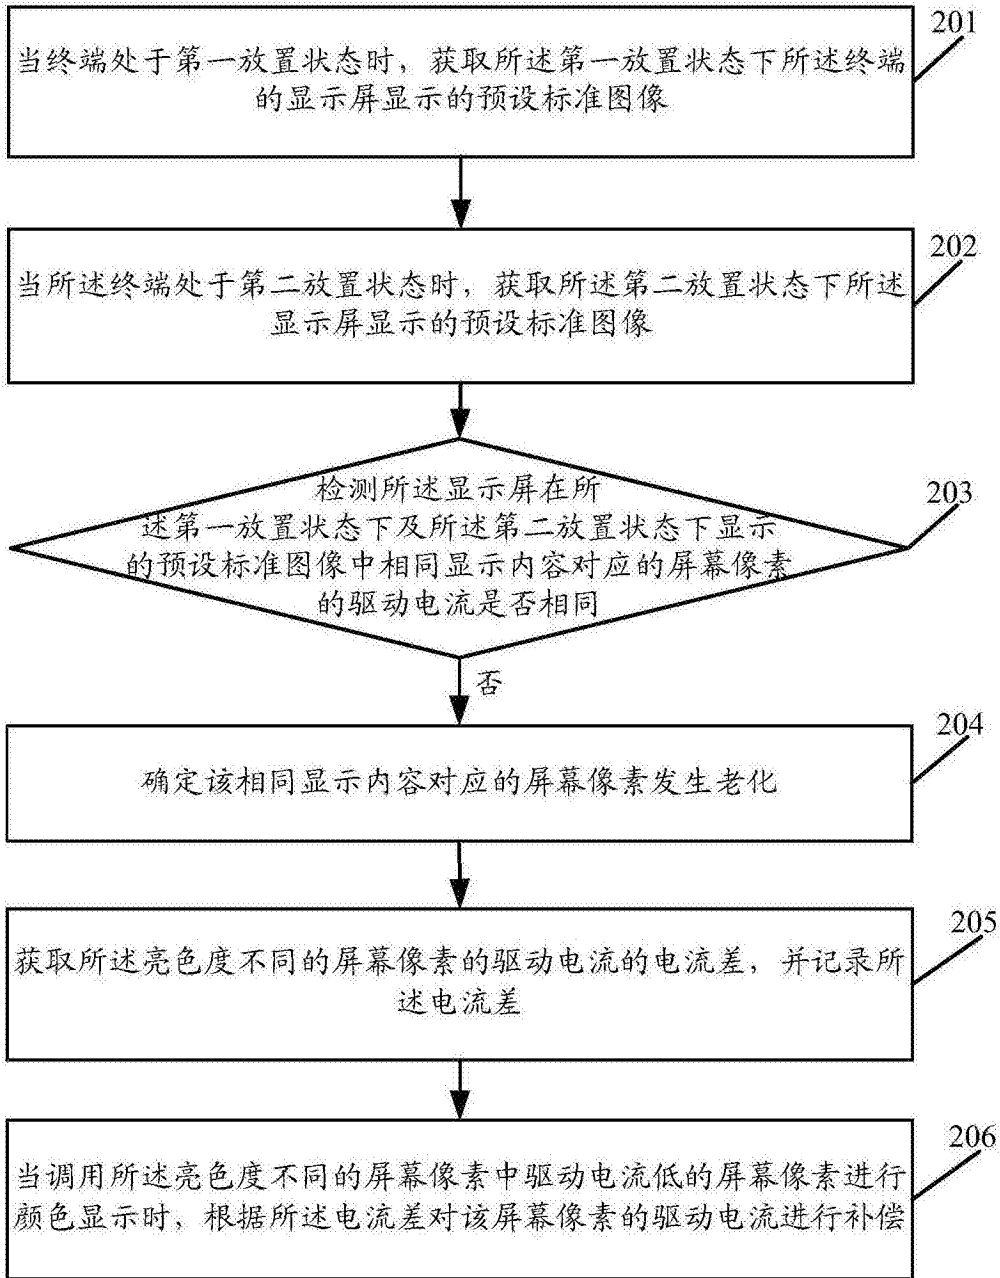 201
当终端处于第一放置状态时，获取所述第一放置状态下所述终端
的显示屏显示的预设标准图像
202
当所述终端处于第二放置状态时，获取所述第二放置状态下所述
显示屏显示的预设标准图像
203
检测所述显示屏在所
述第一放置状态下及所述第二放置状态下显示
的预设标准图像中相同显示内容对应的屏幕像素
的驱动电流是否相同
否
204
确定该相同显示内容对应的屏幕像素发生老化
205
获取所述亮色度不同的屏幕像素的驱动电流的电流差，并记录所
述电流差
206
当调用所述亮色度不同的屏幕像素中驱动电流低的屏幕像素进行
颜色显示时，根据所述电流差对该屏幕像素的驱动电流进行补偿